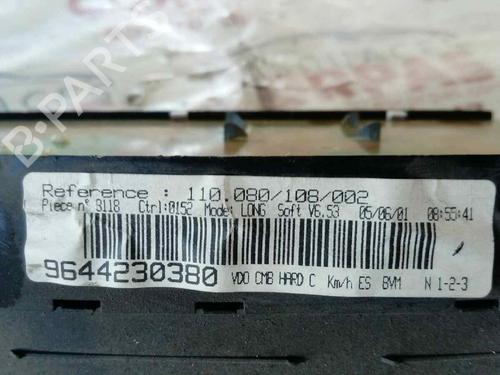 B-PARTS
Reference : 110.080/108/002
Piece n° 3118 Ctrl:0152 Mode: LONG Soft V6.53 05/06/01 08:55:41
9644230380 VDO CMB HARD C Km/h ES BVM N 1-2-3